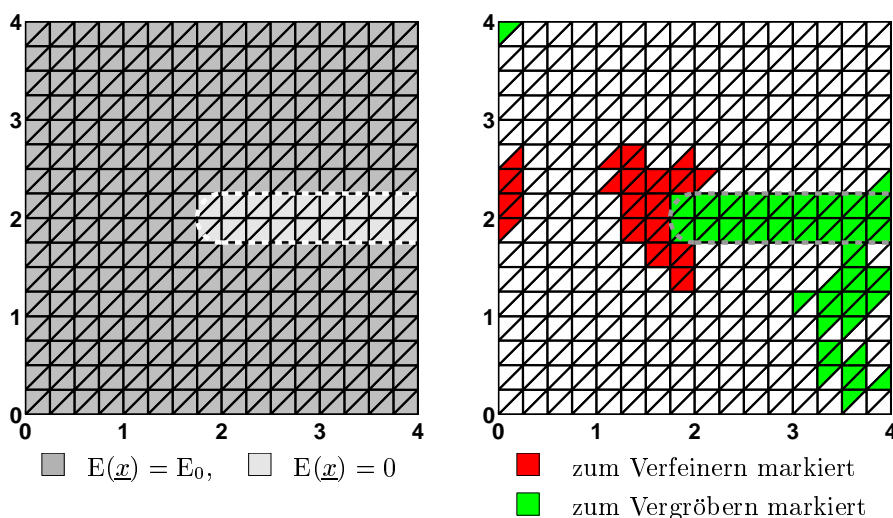 4
3
2
1
0
0 1 2 3 4
E(x) = E₀, E(x) = 0
4
3
2
1
0
0 1 2 3 4
zum Verfeinern markiert
zum Vergröbern markiert